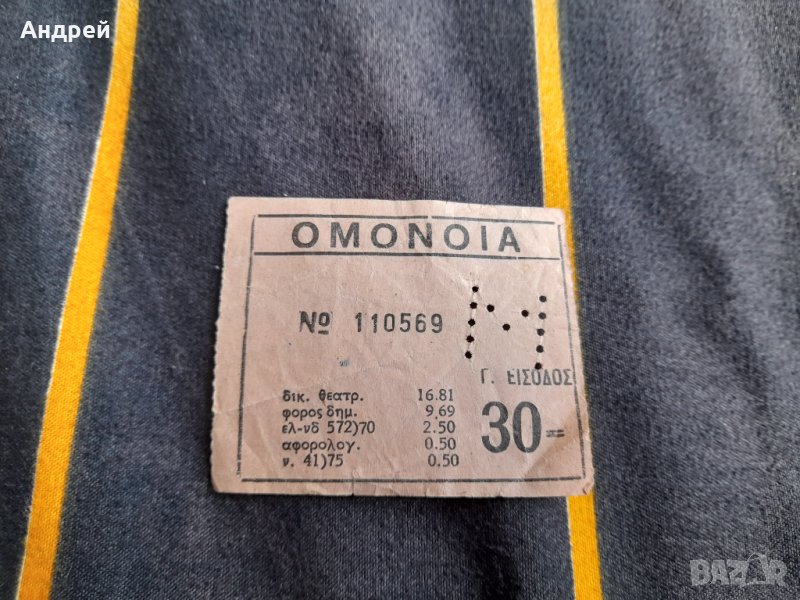 Андрей
ΟΜΟΝΟΙΑ
Nº 110569
Γ. ΕΙΣΟΔΟΣ
δικ. θεατρ. 16.81
φορος δημ. 9,69
ελ-νδ 572)70 2.50
αφορολογ. 0.50
ν. 41)75 0.50
30=
BAZAR